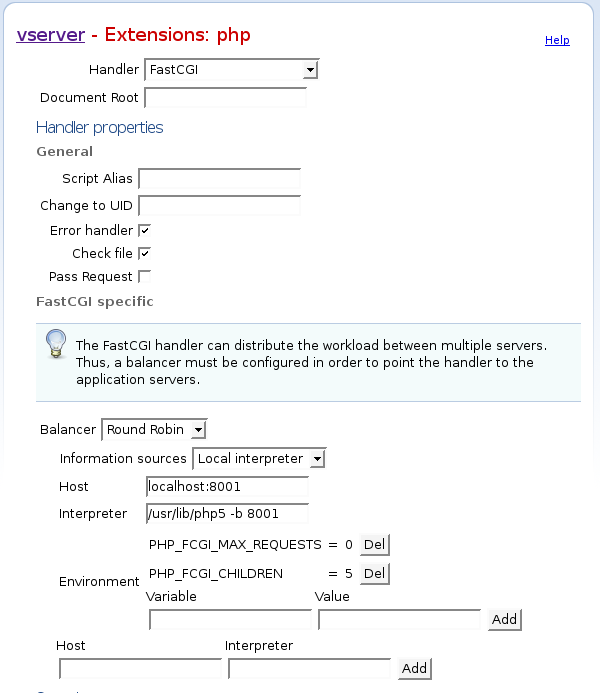 vserver - Extensions: php
Help
Handler FastCGI
Document Root
Handler properties
General
Script Alias
Change to UID
Error handler
Check file
Pass Request
FastCGI specific
The FastCGI handler can distribute the workload between multiple servers.
Thus, a balancer must be configured in order to point the handler to the
application servers.
Balancer Round Robin
Information sources Local interpreter
Host localhost:8001
Interpreter /usr/lib/php5 -b 8001
PHP_FCGI_MAX_REQUESTS = 0 Del
Environment
PHP_FCGI_CHILDREN = 5 Del
Variable Value
Add
Host Interpreter
Add